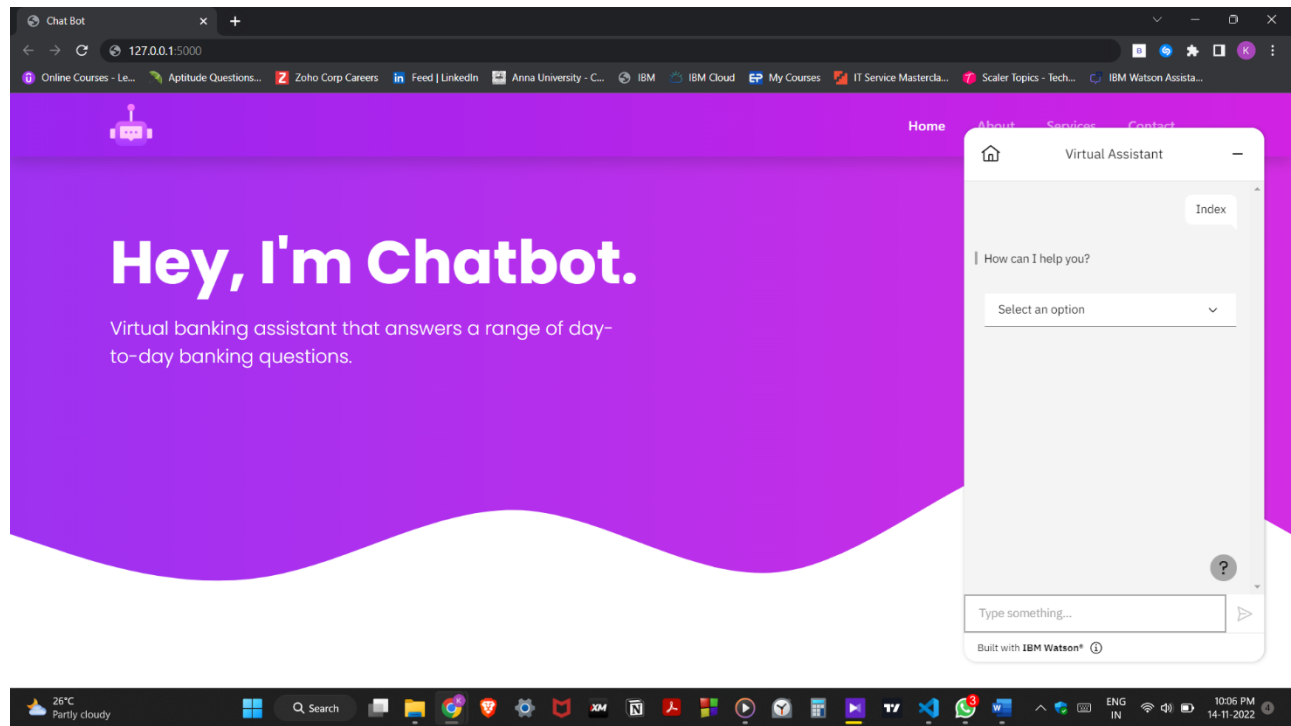 Chat Bot
127.0.0.1:5000
Online Courses - Le...
Aptitude Questions...
Zoho Corp Careers
Feed | LinkedIn
Anna University - C...
IBM
IBM Cloud
My Courses
IT Service Mastercla...
Scaler Topics - Tech...
IBM Watson Assista...
Home
About
Services
Contact
Virtual Assistant
Index
Hey, I'm Chatbot.
How can I help you?
Select an option
Virtual banking assistant that answers a range of day-
to-day banking questions.
?
Type something...
Built with IBM Watson®
26°C
Partly cloudy
Search
3
ENG
IN
10:06 PM
14-11-2022
4